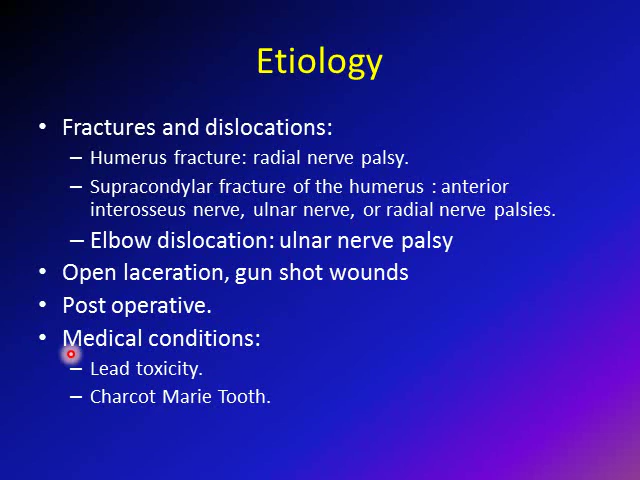 Etiology
• Fractures and dislocations:
– Humerus fracture: radial nerve palsy.
– Supracondylar fracture of the humerus : anterior
interosseus nerve, ulnar nerve, or radial nerve palsies.
– Elbow dislocation: ulnar nerve palsy
• Open laceration, gun shot wounds
• Post operative.
• Medical conditions:
– Lead toxicity.
– Charcot Marie Tooth.